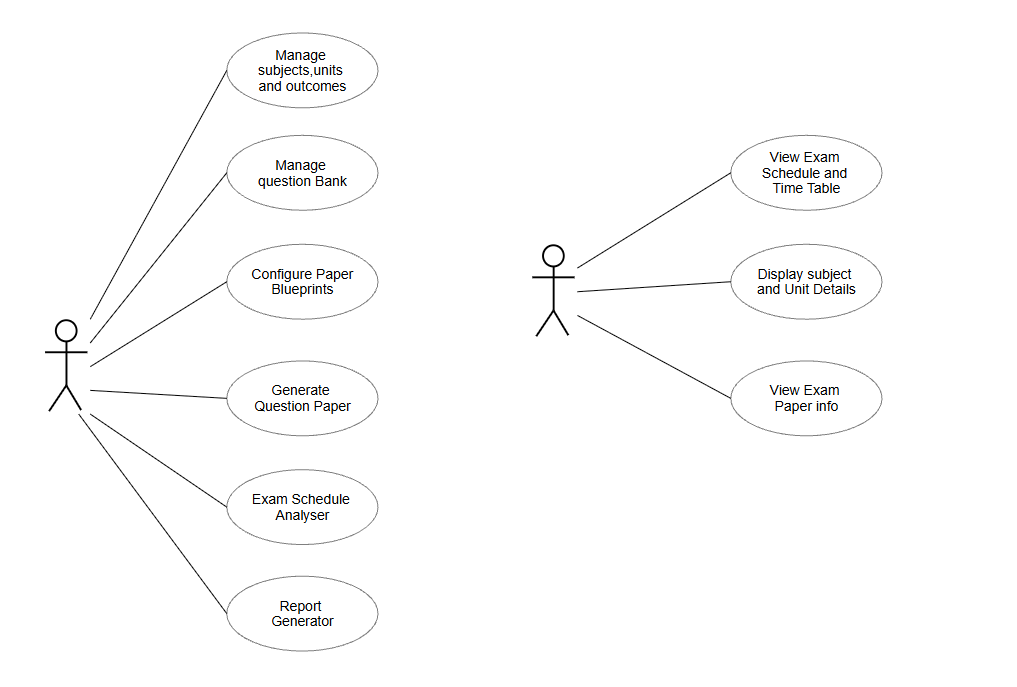 Manage
subjects,units
and outcomes
Manage
question Bank
Configure Paper
Blueprints
Generate
Question Paper
Exam Schedule
Analyser
Report
Generator
View Exam
Schedule and
Time Table
Display subject
and Unit Details
View Exam
Paper info